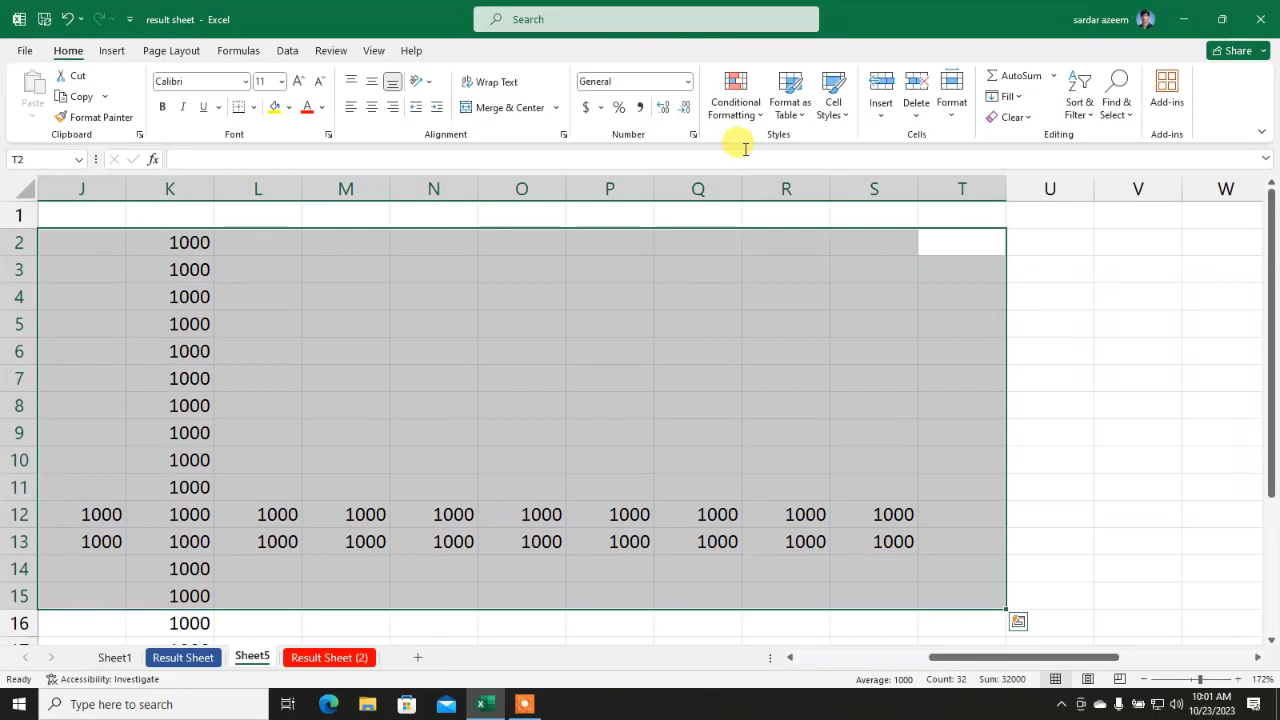 result sheet - Excel
Search
sardar azeem
File Home Insert Page Layout Formulas Data Review View Help
Share
Paste
Cut
Copy
Format Painter
Clipboard
Calibri 11
B I U A
Font
Wrap Text
Merge & Center
Alignment
General
$ % ,
Number
Conditional Formatting
Format as Table
Cell Styles
Styles
Insert
Delete
Format
Cells
AutoSum
Fill
Clear
Sort & Filter
Find & Select
Editing
Add-ins
Add-ins
T2 fx
J K L M N O P Q R S T U V W
1
2 1000
3 1000
4 1000
5 1000
6 1000
7 1000
8 1000
9 1000
10 1000
11 1000
12 1000 1000 1000 1000 1000 1000 1000 1000 1000 1000
13 1000 1000 1000 1000 1000 1000 1000 1000 1000 1000
14 1000
15 1000
16 1000
Sheet1 Result Sheet Sheet5 Result Sheet (2) +
Ready Accessibility: Investigate Average: 1000 Count: 32 Sum: 32000 172%
Type here to search
10:01 AM
10/23/2023